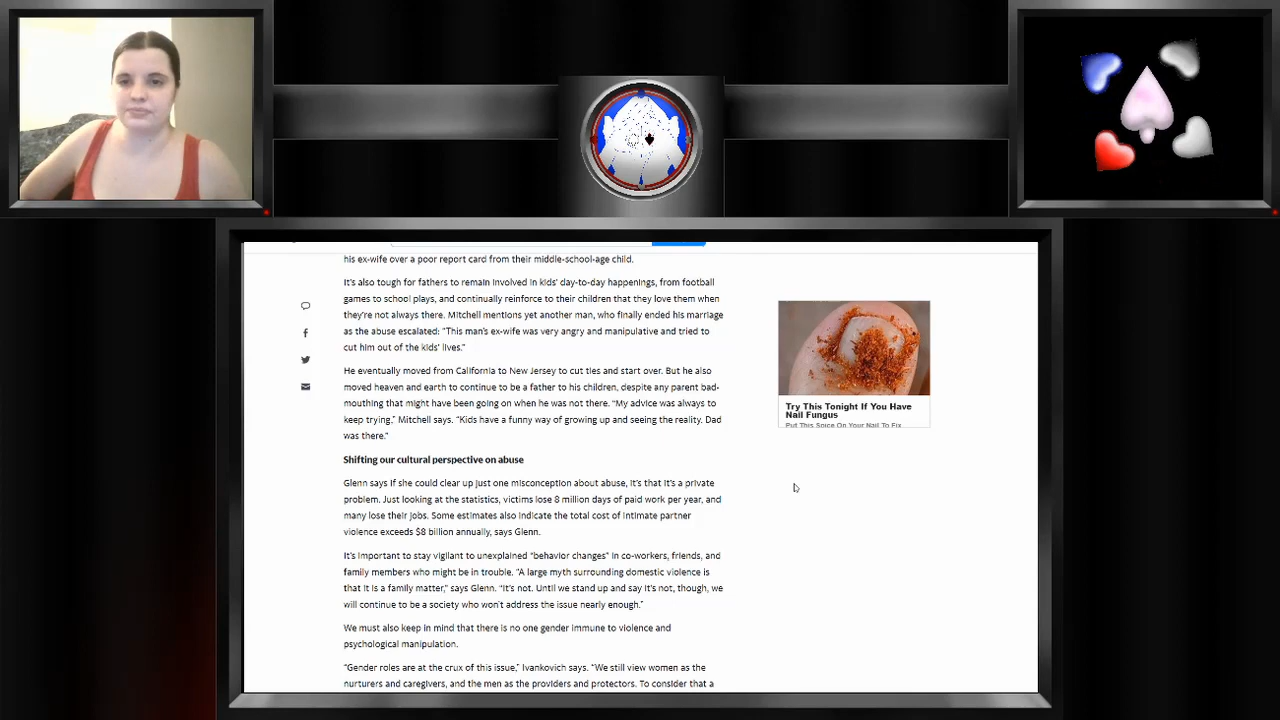 his ex-wife over a poor report card from their middle-school-age child.
It's also tough for fathers to remain involved in kids' day-to-day happenings, from football
games to school plays, and continually reinforce to their children that they love them when
they're not always there. Mitchell mentions yet another man, who finally ended his marriage
as the abuse escalated: "This man's ex-wife was very angry and manipulative and tried to
cut him out of the kids' lives."
He eventually moved from California to New Jersey to cut ties and start over. But he also
moved heaven and earth to continue to be a father to his children, despite any parent bad-
mouthing that might have been going on when he was not there. "My advice was always to
keep trying," Mitchell says. "Kids have a funny way of growing up and seeing the reality. Dad
was there."
Shifting our cultural perspective on abuse
Glenn says if she could clear up just one misconception about abuse, it's that it's a private
problem. Just looking at the statistics, victims lose 8 million days of paid work per year, and
many lose their jobs. Some estimates also indicate the total cost of intimate partner
violence exceeds $8 billion annually, says Glenn.
It's important to stay vigilant to unexplained "behavior changes" in co-workers, friends, and
family members who might be in trouble. "A large myth surrounding domestic violence is
that it is a family matter," says Glenn. "It's not. Until we stand up and say it's not, though, we
will continue to be a society who won't address the issue nearly enough."
We must also keep in mind that there is no one gender immune to violence and
psychological manipulation.
"Gender roles are at the crux of this issue," Ivankovich says. "We still view women as the
nurturers and caregivers, and the men as the providers and protectors. To consider that a
Try This Tonight If You Have
Nail Fungus
Put This Spice On Your Nail To Fix